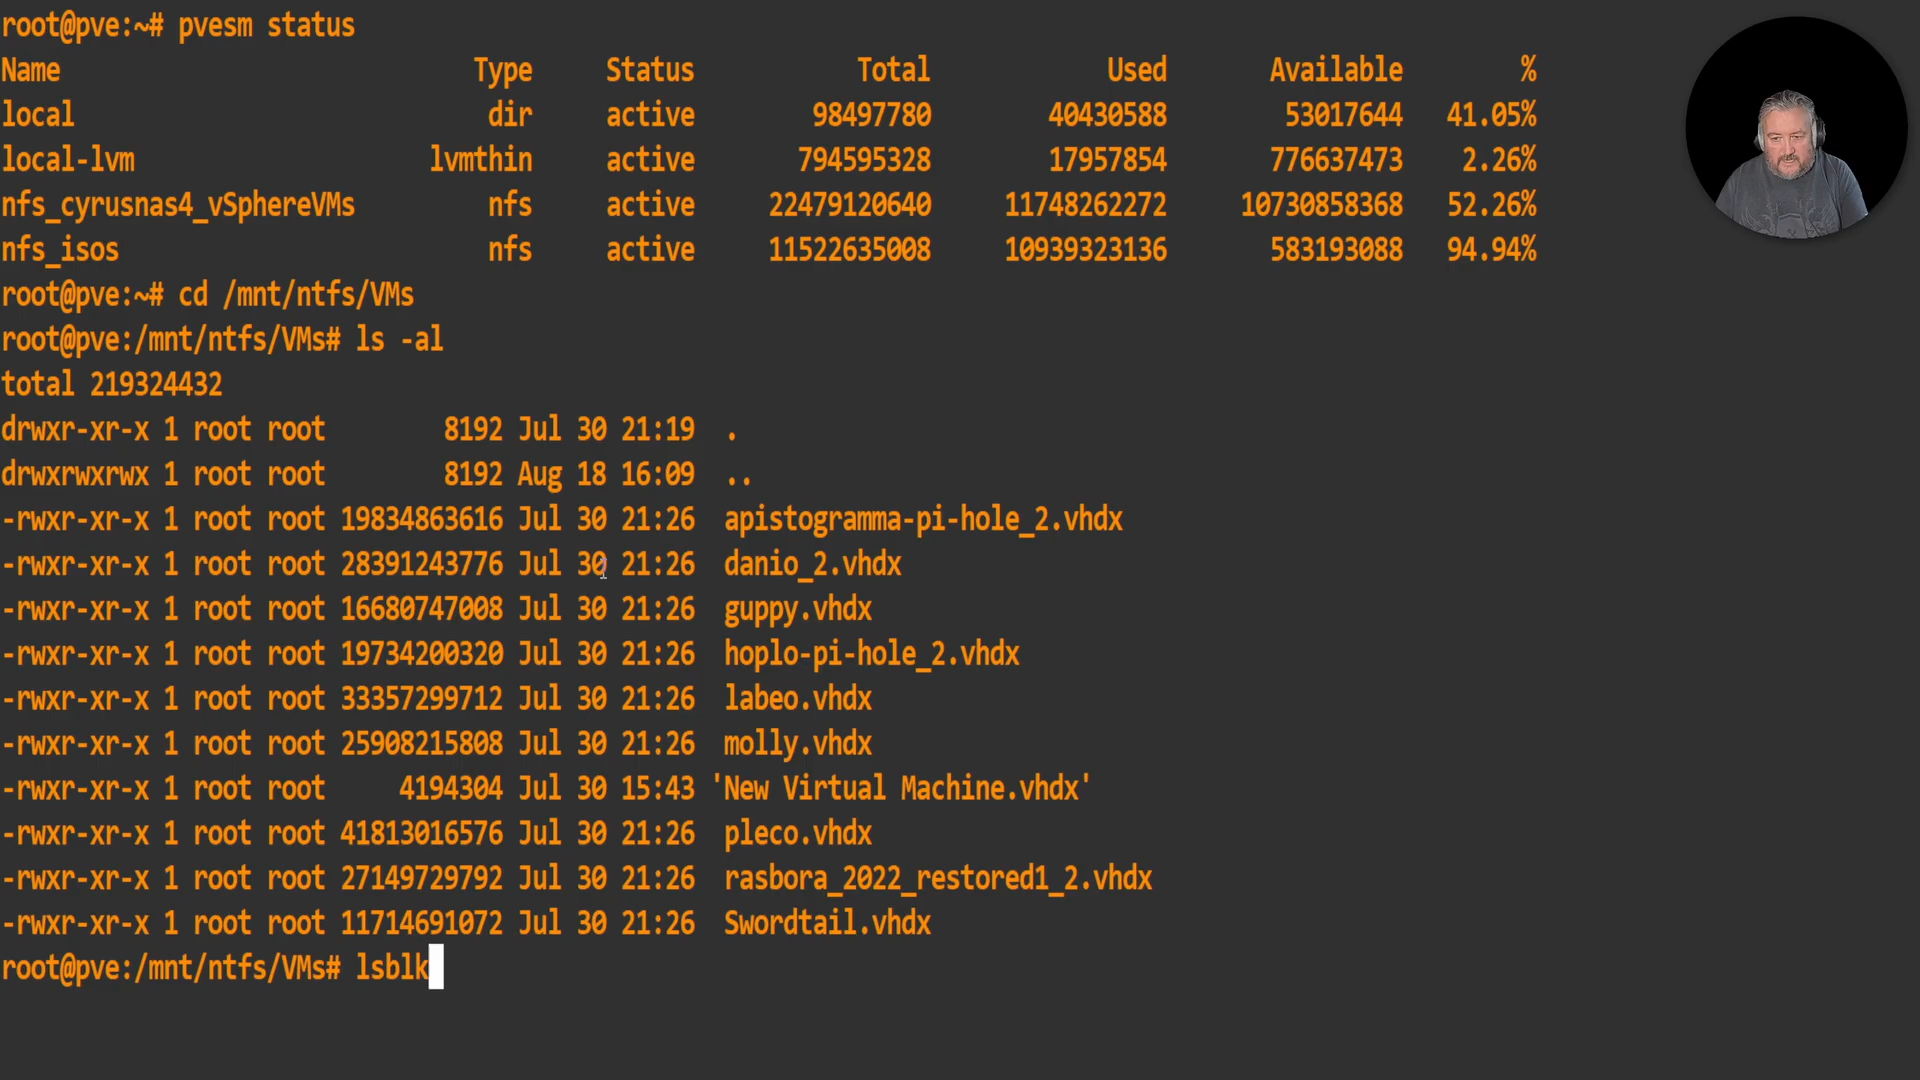 root@pve:~# pvesm status
Name Type Status Total Used Available %
local dir active 98497780 40430588 53017644 41.05%
local-lvm lvmthin active 794595328 17957854 776637473 2.26%
nfs_cyrusnas4_vSphereVMs nfs active 22479120640 11748262272 10730858368 52.26%
nfs_isos nfs active 11522635008 10939323136 583193088 94.94%
root@pve:~# cd /mnt/ntfs/VMs
root@pve:/mnt/ntfs/VMs# ls -al
total 219324432
drwxr-xr-x 1 root root 8192 Jul 30 21:19 .
drwxrwxrwx 1 root root 8192 Aug 18 16:09 ..
-rwxr-xr-x 1 root root 19834863616 Jul 30 21:26 apistogramma-pi-hole_2.vhdx
-rwxr-xr-x 1 root root 28391243776 Jul 30 21:26 danio_2.vhdx
-rwxr-xr-x 1 root root 16680747008 Jul 30 21:26 guppy.vhdx
-rwxr-xr-x 1 root root 19734200320 Jul 30 21:26 hoplo-pi-hole_2.vhdx
-rwxr-xr-x 1 root root 33357299712 Jul 30 21:26 labeo.vhdx
-rwxr-xr-x 1 root root 25908215808 Jul 30 21:26 molly.vhdx
-rwxr-xr-x 1 root root 4194304 Jul 30 15:43 'New Virtual Machine.vhdx'
-rwxr-xr-x 1 root root 41813016576 Jul 30 21:26 pleco.vhdx
-rwxr-xr-x 1 root root 27149729792 Jul 30 21:26 rasbora_2022_restored1_2.vhdx
-rwxr-xr-x 1 root root 11714691072 Jul 30 21:26 Swordtail.vhdx
root@pve:/mnt/ntfs/VMs# lsblk